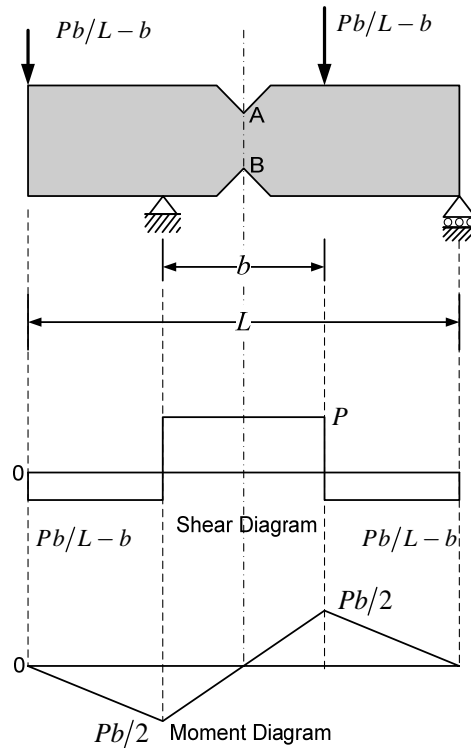 Pb/L – b
Pb/L – b
A
B
b
L
P
0
Shear Diagram
Pb/L – b
Pb/L – b
Pb/2
0
Pb/2
Moment Diagram